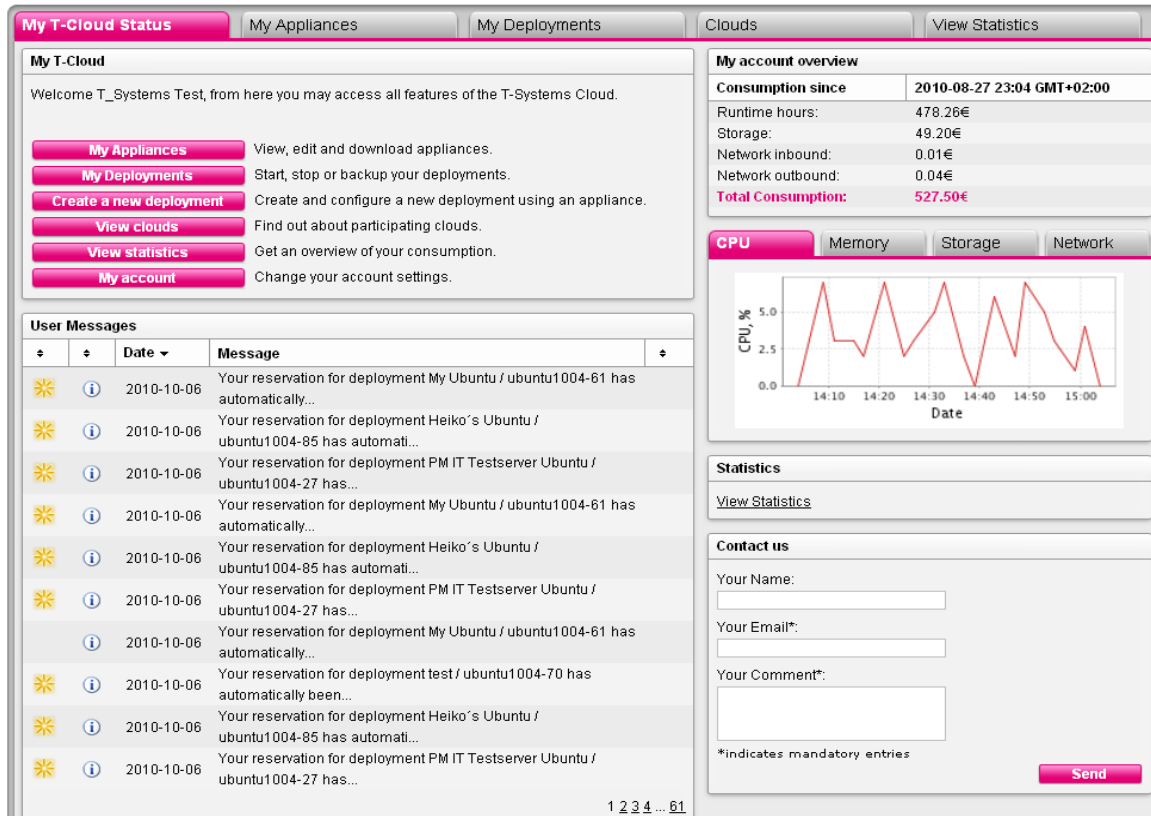 My T-Cloud Status
My Appliances
My Deployments
Clouds
View Statistics
My T-Cloud
Welcome T_Systems Test, from here you may access all features of the T-Systems Cloud.
My Appliances View, edit and download appliances.
My Deployments Start, stop or backup your deployments.
Create a new deployment Create and configure a new deployment using an appliance.
View clouds Find out about participating clouds.
View statistics Get an overview of your consumption.
My account Change your account settings.
User Messages
Date Message
2010-10-06 Your reservation for deployment My Ubuntu / ubuntu1004-61 has
automatically...
2010-10-06 Your reservation for deployment Heiko´s Ubuntu /
ubuntu1004-85 has automati...
2010-10-06 Your reservation for deployment PM IT Testserver Ubuntu /
ubuntu1004-27 has...
2010-10-06 Your reservation for deployment My Ubuntu / ubuntu1004-61 has
automatically...
2010-10-06 Your reservation for deployment Heiko´s Ubuntu /
ubuntu1004-85 has automati...
2010-10-06 Your reservation for deployment PM IT Testserver Ubuntu /
ubuntu1004-27 has...
2010-10-06 Your reservation for deployment My Ubuntu / ubuntu1004-61 has
automatically...
2010-10-06 Your reservation for deployment test / ubuntu1004-70 has
automatically been...
2010-10-06 Your reservation for deployment Heiko´s Ubuntu /
ubuntu1004-85 has automati...
2010-10-06 Your reservation for deployment PM IT Testserver Ubuntu /
ubuntu1004-27 has...
1 2 3 4 ... 61
My account overview
Consumption since 2010-08-27 23:04 GMT+02:00
Runtime hours: 478.26€
Storage: 49.20€
Network inbound: 0.01€
Network outbound: 0.04€
Total Consumption: 527.50€
CPU
Memory
Storage
Network
CPU, %
5.0
2.5
0.0
14:10 14:20 14:30 14:40 14:50 15:00
Date
Statistics
View Statistics
Contact us
Your Name:
Your Email*:
Your Comment*:
*indicates mandatory entries
Send